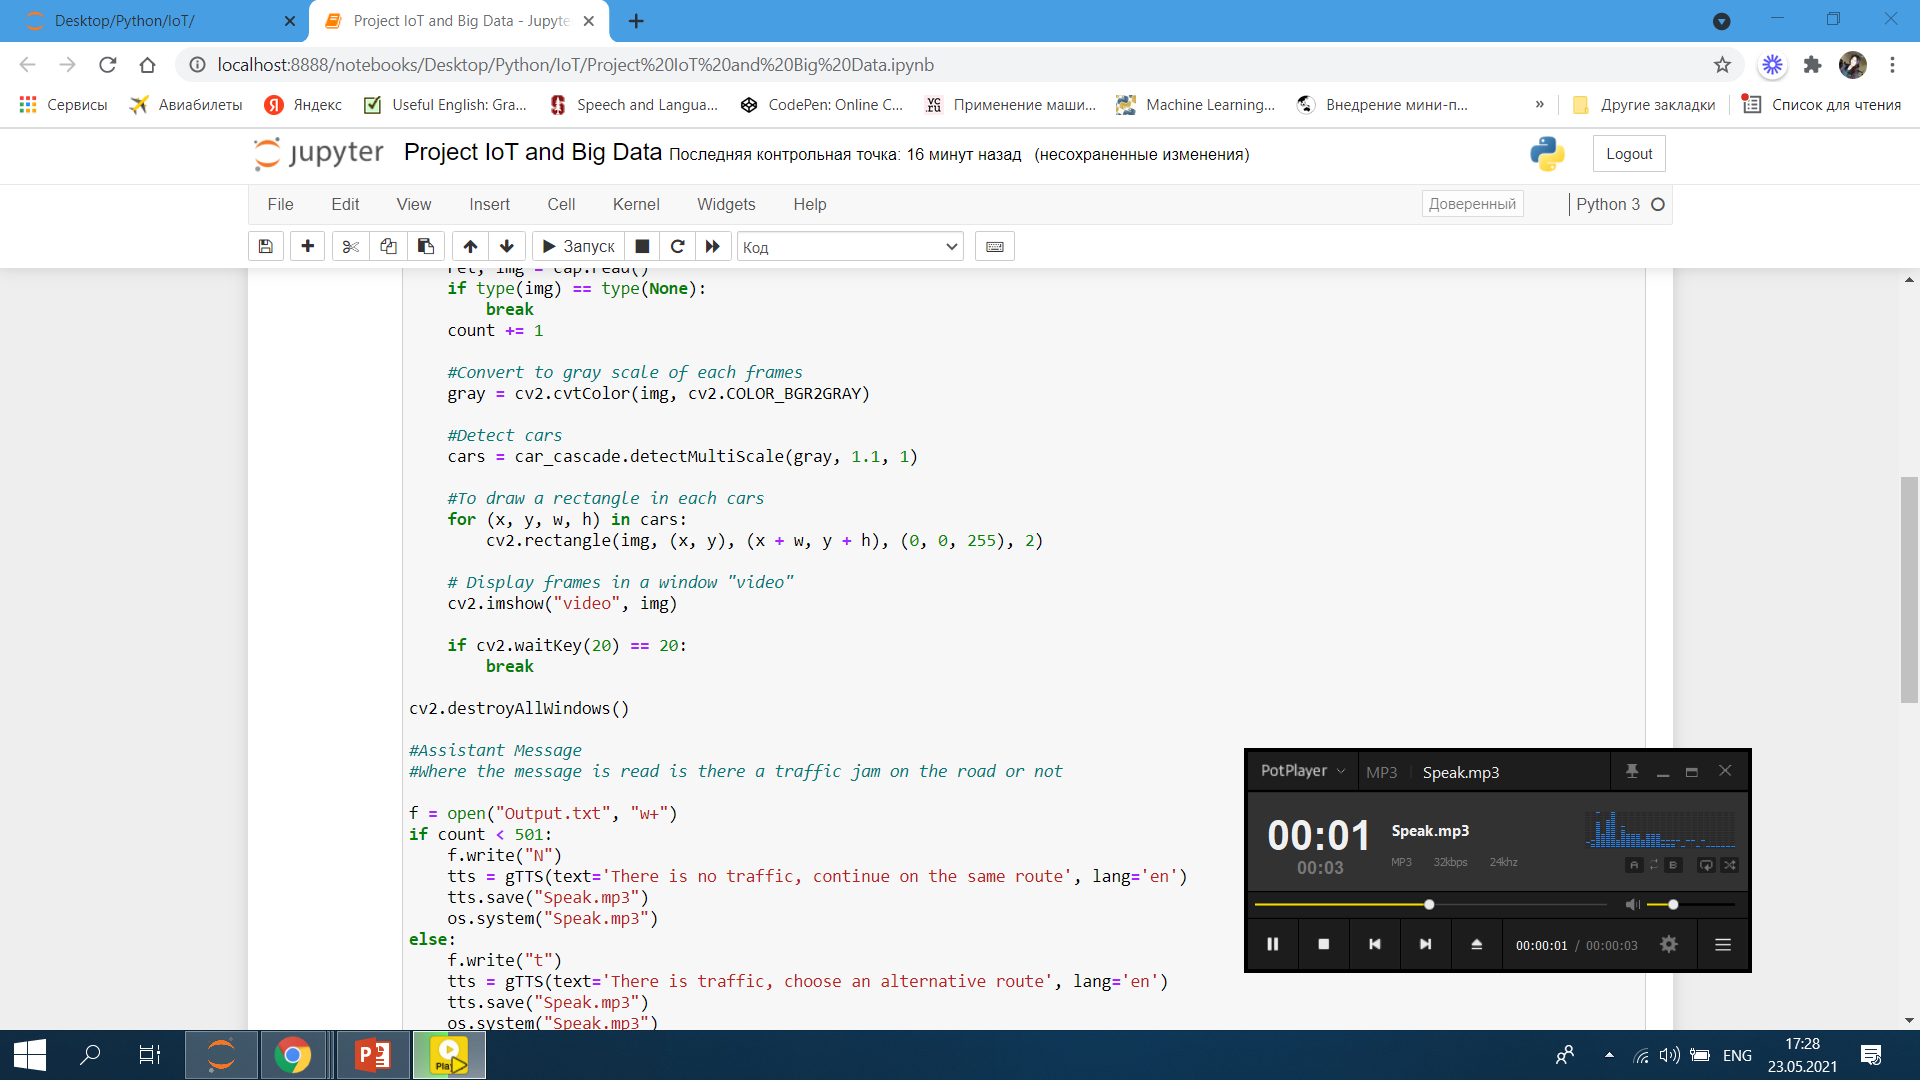 Desktop/Python/IoT/
Project IoT and Big Data - Jupyte
localhost:8888/notebooks/Desktop/Python/IoT/Project%20IoT%20and%20Big%20Data.ipynb
Сервисы Авиабилеты Яндекс Useful English: Gra... Speech and Langua... CodePen: Online C... Применение маши... Machine Learning... Внедрение мини-п... » Другие закладки Список для чтения
jupyter Project IoT and Big Data Последняя контрольная точка: 16 минут назад (несохраненные изменения) Logout
File Edit View Insert Cell Kernel Widgets Help Доверенный Python 3
Запуск Код
ret, img = cap.read()
if type(img) == type(None):
break
count += 1
#Convert to gray scale of each frames
gray = cv2.cvtColor(img, cv2.COLOR_BGR2GRAY)
#Detect cars
cars = car_cascade.detectMultiScale(gray, 1.1, 1)
#To draw a rectangle in each cars
for (x, y, w, h) in cars:
cv2.rectangle(img, (x, y), (x + w, y + h), (0, 0, 255), 2)
# Display frames in a window "video"
cv2.imshow("video", img)
if cv2.waitKey(20) == 20:
break
cv2.destroyAllWindows()
#Assistant Message
#Where the message is read is there a traffic jam on the road or not
f = open("Output.txt", "w+")
if count < 501:
f.write("N")
tts = gTTS(text='There is no traffic, continue on the same route', lang='en')
tts.save("Speak.mp3")
os.system("Speak.mp3")
else:
f.write("t")
tts = gTTS(text='There is traffic, choose an alternative route', lang='en')
tts.save("Speak.mp3")
os.system("Speak.mp3")
PotPlayer MP3 Speak.mp3
00:01 Speak.mp3
00:03 MP3 32kbps 24khz
A B
00:00:01 / 00:00:03
Play
ENG
17:28
23.05.2021